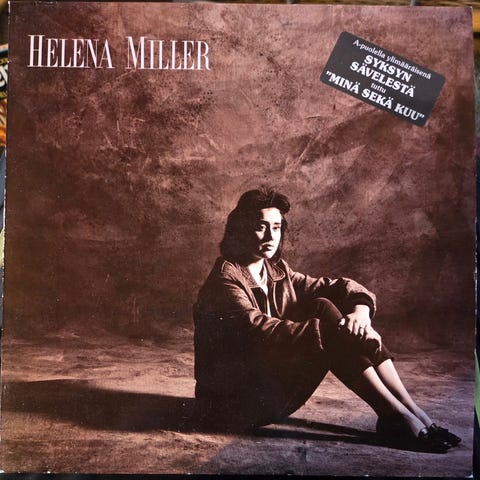 HELENA MILLER
A-puolella ylimääräisenä
SYKSYN
SÄVELESTÄ
tuttu
"MINÄ SEKÄ KUU"